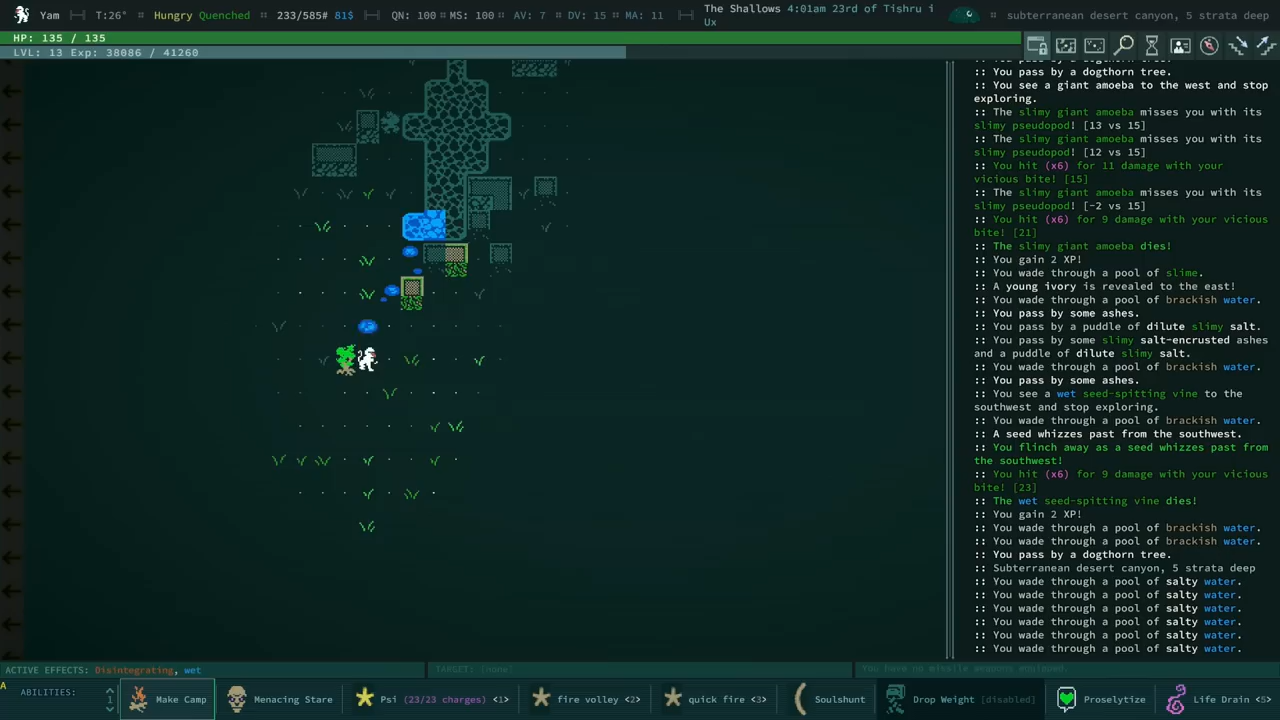 Yam T:26° Hungry Quenched 233/585# 81$ QN: 100 MS: 100 AV: 7 DV: 15 MA: 11 The Shallows 4:01am 23rd of Tishru i Ux subterranean desert canyon, 5 strata deep
HP: 135 / 135
LVL: 13 Exp: 38086 / 41260
:: You pass by a dogthorn tree.
:: You see a giant amoeba to the west and stop
exploring.
:: The slimy giant amoeba misses you with its
slimy pseudopod! [13 vs 15]
:: The slimy giant amoeba misses you with its
slimy pseudopod! [12 vs 15]
:: You hit (x6) for 11 damage with your
vicious bite! [15]
:: The slimy giant amoeba misses you with its
slimy pseudopod! [-2 vs 15]
:: You hit (x6) for 9 damage with your vicious
bite! [21]
:: The slimy giant amoeba dies!
:: You gain 2 XP!
:: You wade through a pool of slime.
:: A young ivory is revealed to the east!
:: You wade through a pool of brackish water.
:: You pass by some ashes.
:: You pass by a puddle of dilute slimy salt.
:: You pass by some slimy salt-encrusted ashes
and a puddle of dilute slimy salt.
:: You wade through a pool of brackish water.
:: You pass by some ashes.
:: You see a wet seed-spitting vine to the
southwest and stop exploring.
:: You wade through a pool of brackish water.
:: A seed whizzes past from the southwest.
:: You flinch away as a seed whizzes past from
the southwest!
:: You hit (x6) for 9 damage with your vicious
bite! [23]
:: The wet seed-spitting vine dies!
:: You gain 2 XP!
:: You wade through a pool of brackish water.
:: You wade through a pool of brackish water.
:: You pass by a dogthorn tree.
:: Subterranean desert canyon, 5 strata deep
:: You wade through a pool of salty water.
:: You wade through a pool of salty water.
:: You wade through a pool of salty water.
:: You wade through a pool of salty water.
:: You wade through a pool of salty water.
:: You wade through a pool of salty water.
ACTIVE EFFECTS: Disintegrating, wet TARGET: [none] You have no missile weapons equipped.
A
ABILITIES: 1 Make Camp Menacing Stare Psi (23/23 charges) <1> fire volley <2> quick fire <3> Soulshunt Drop Weight [disabled] Proselytize Life Drain <5>